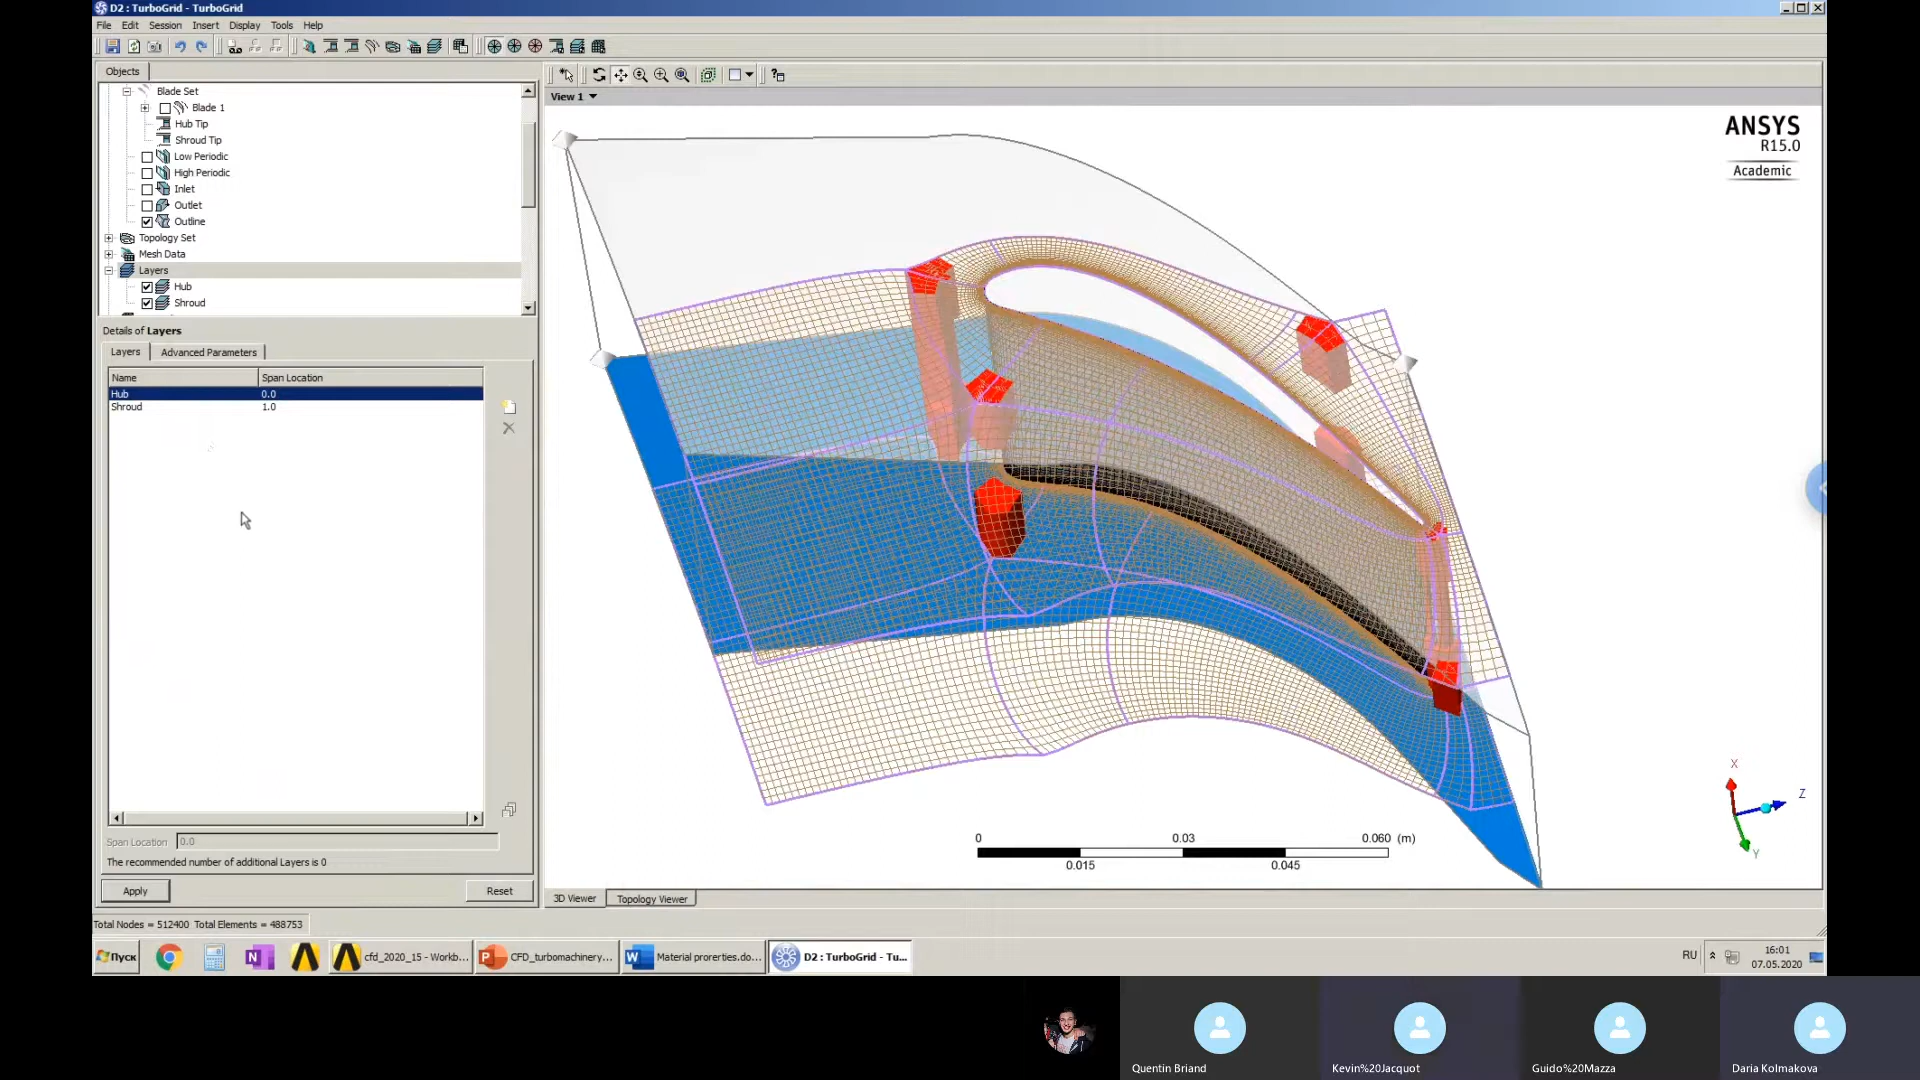 D2 : TurboGrid - TurboGrid
File Edit Session Insert Display Tools Help
Objects
Blade Set
Blade 1
Hub Tip
Shroud Tip
Low Periodic
High Periodic
Inlet
Outlet
Outline
Topology Set
Mesh Data
Layers
Hub
Shroud
Details of Layers
Layers Advanced Parameters
Name Span Location
Hub 0.0
Shroud 1.0
Span Location 0.0
The recommended number of additional Layers is 0
Apply Reset
View 1
ANSYS
R15.0
Academic
X
Z
Y
0 0.03 0.060 (m)
0.015 0.045
3D Viewer Topology Viewer
Total Nodes = 512400 Total Elements = 488753
Пуск
cfd_2020_15 - Workb...
CFD_turbomachinery...
Material prorerties.do...
D2 : TurboGrid - Tu...
RU
16:01
07.05.2020
Quentin Briand
Kevin%20Jacquot
Guido%20Mazza
Daria Kolmakova